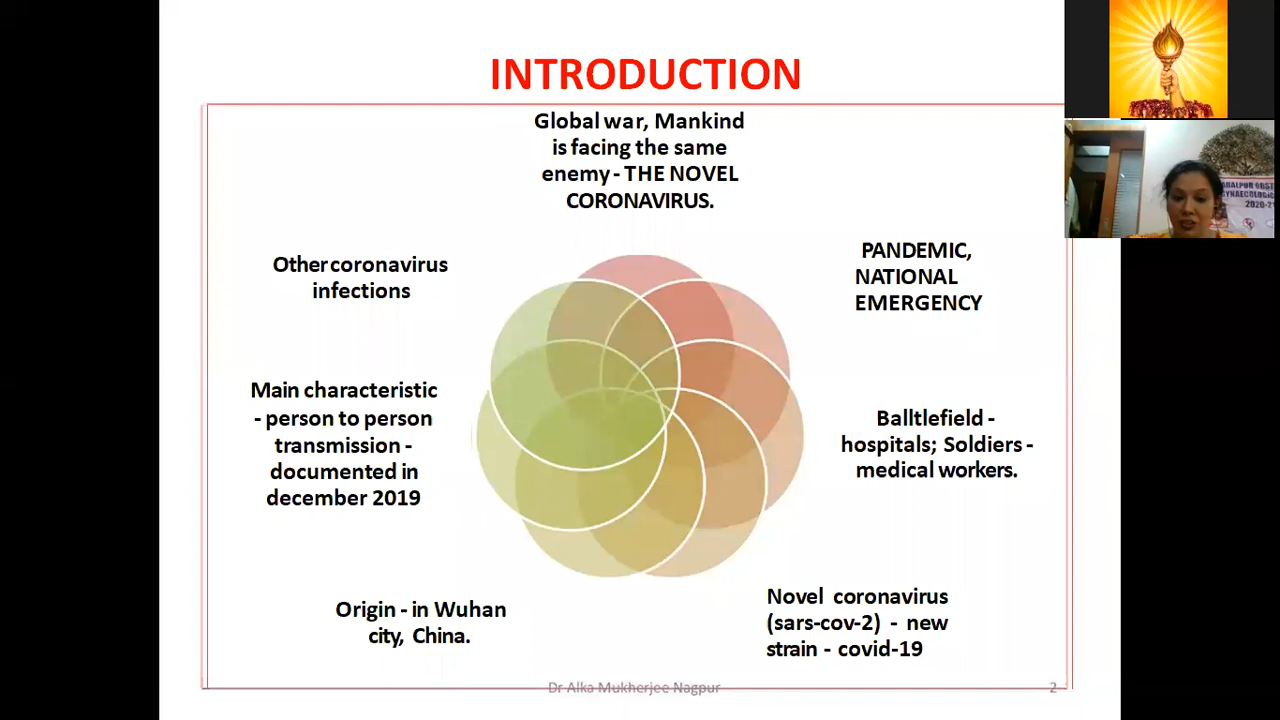 INTRODUCTION
Global war, Mankind
is facing the same
enemy - THE NOVEL
CORONAVIRUS.
PANDEMIC,
NATIONAL
EMERGENCY
Balltlefield -
hospitals; Soldiers -
medical workers.
Novel coronavirus
(sars-cov-2) - new
strain - covid-19
Origin - in Wuhan
city, China.
Main characteristic
- person to person
transmission -
documented in
december 2019
Other coronavirus
infections
Dr Alka Mukherjee Nagpur
2
2020-2